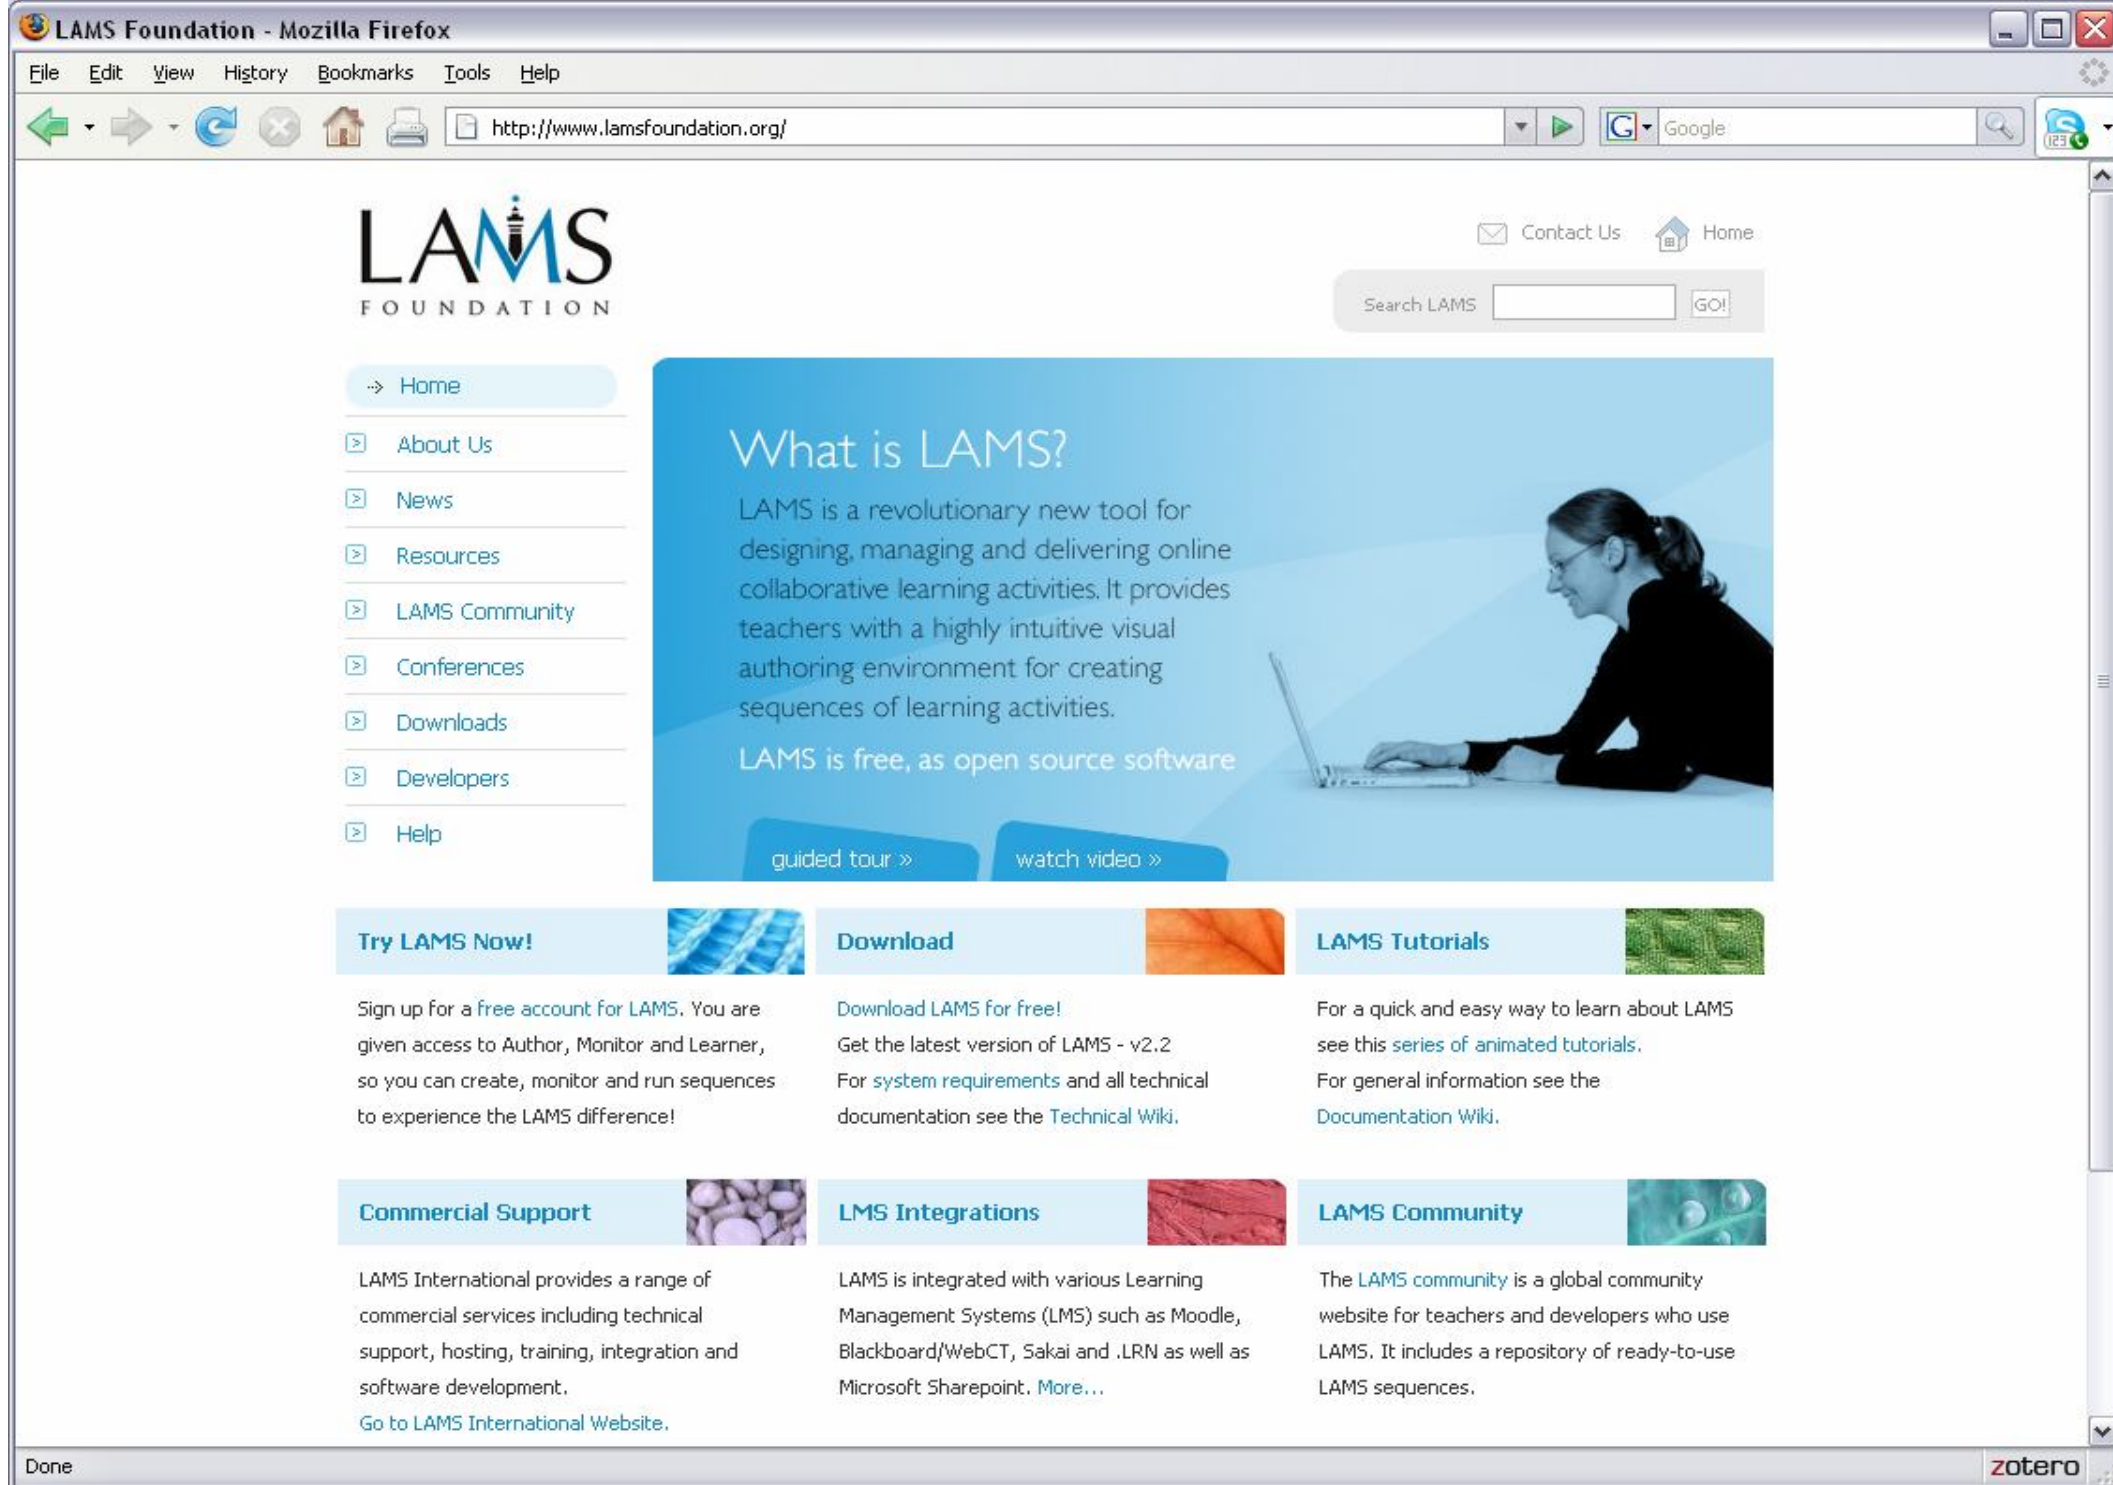 LAMS Foundation - Mozilla Firefox
File Edit View History Bookmarks Tools Help
http://www.lamsfoundation.org/
G Google
123
LAMS
FOUNDATION
Contact Us Home
Search LAMS GO!
Home
About Us
News
Resources
LAMS Community
Conferences
Downloads
Developers
Help
What is LAMS?
LAMS is a revolutionary new tool for
designing, managing and delivering online
collaborative learning activities. It provides
teachers with a highly intuitive visual
authoring environment for creating
sequences of learning activities.
LAMS is free, as open source software
guided tour » watch video »
Try LAMS Now!
Sign up for a free account for LAMS. You are
given access to Author, Monitor and Learner,
so you can create, monitor and run sequences
to experience the LAMS difference!
Download
Download LAMS for free!
Get the latest version of LAMS - v2.2
For system requirements and all technical
documentation see the Technical Wiki.
LAMS Tutorials
For a quick and easy way to learn about LAMS
see this series of animated tutorials.
For general information see the
Documentation Wiki.
Commercial Support
LAMS International provides a range of
commercial services including technical
support, hosting, training, integration and
software development.
Go to LAMS International Website.
LMS Integrations
LAMS is integrated with various Learning
Management Systems (LMS) such as Moodle,
Blackboard/WebCT, Sakai and .LRN as well as
Microsoft Sharepoint. More...
LAMS Community
The LAMS community is a global community
website for teachers and developers who use
LAMS. It includes a repository of ready-to-use
LAMS sequences.
Done zotero